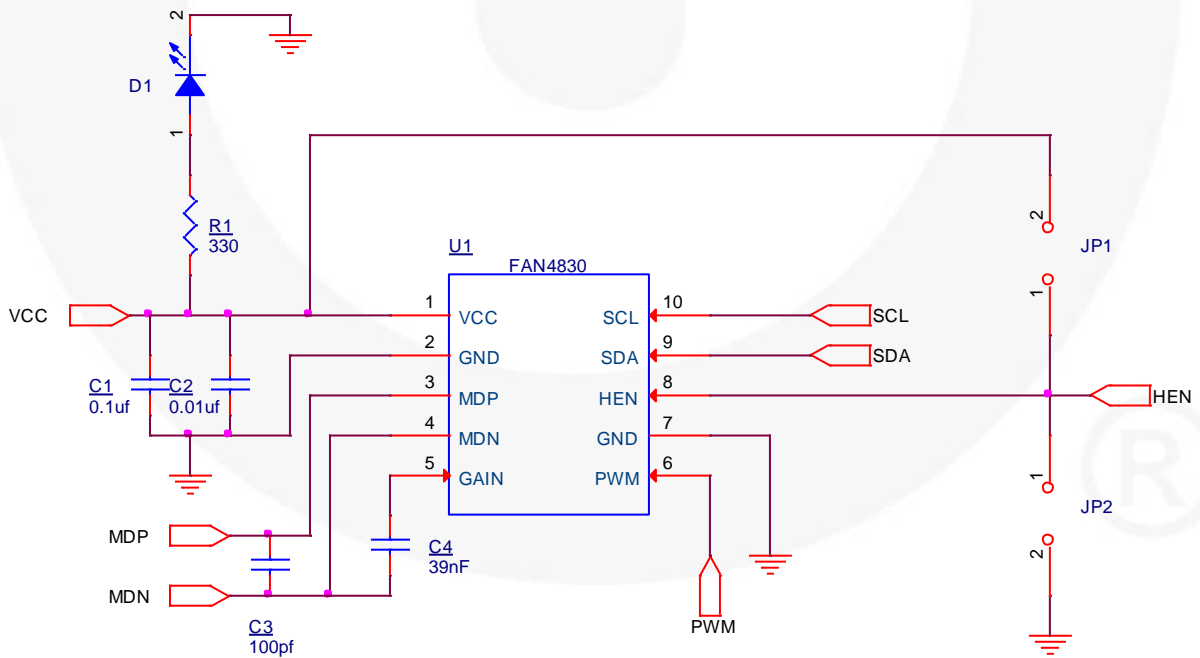 2
D1
1
R1
330
2
JP1
1
U1
FAN4830
VCC
1
VCC
SCL
10
SCL
2
GND
SDA
9
SDA
C1
0.1uf
C2
0.01uf
3
MDP
HEN
8
HEN
4
MDN
GND
7
5
GAIN
PWM
6
1
JP2
2
MDP
C4
39nF
MDN
C3
100pf
PWM
R